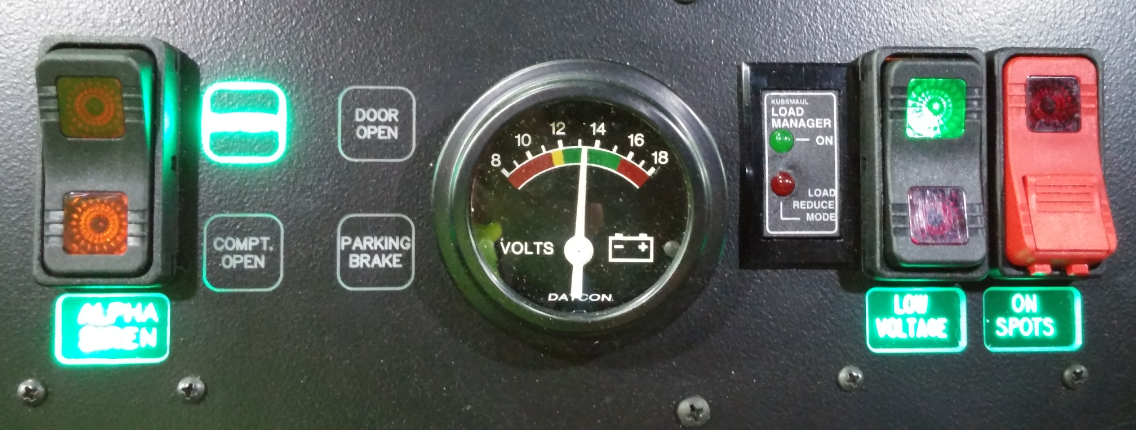 ALPHA
SIREN
DOOR
OPEN
COMPT.
OPEN
PARKING
BRAKE
8 10 12 14 16 18
VOLTS
- +
DATCON.
KUSSMAUL
LOAD
MANAGER
ON
LOAD
REDUCE
MODE
LOW
VOLTAGE
ON
SPOTS